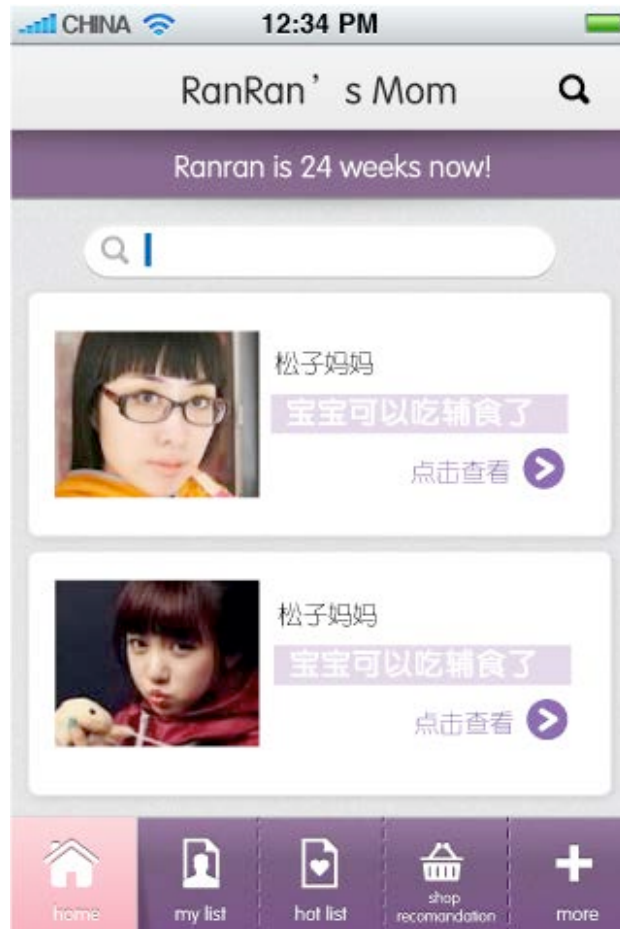 CHINA 12:34 PM
RanRan’s Mom
Ranran is 24 weeks now!
松子妈妈
宝宝可以吃辅食了
点击查看
松子妈妈
宝宝可以吃辅食了
点击查看
home
my list
hot list
shop
recomandation
more